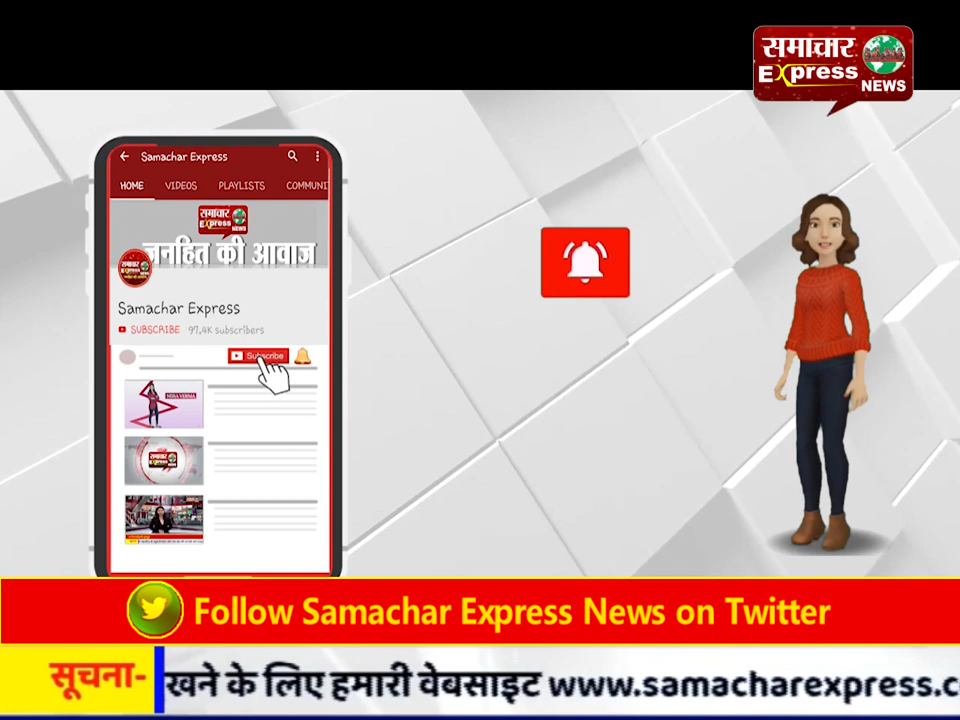 समाचार
Express
NEWS
Samachar Express
HOME VIDEOS PLAYLISTS COMMUNI
समाचार
Express
NEWS
जनहित की आवाज
Samachar Express
SUBSCRIBE 97.4K subscribers
Subscribe
NEHA VERMA
Follow Samachar Express News on Twitter
सूचना- खने के लिए हमारी वेबसाइट www.samacharexpress.c